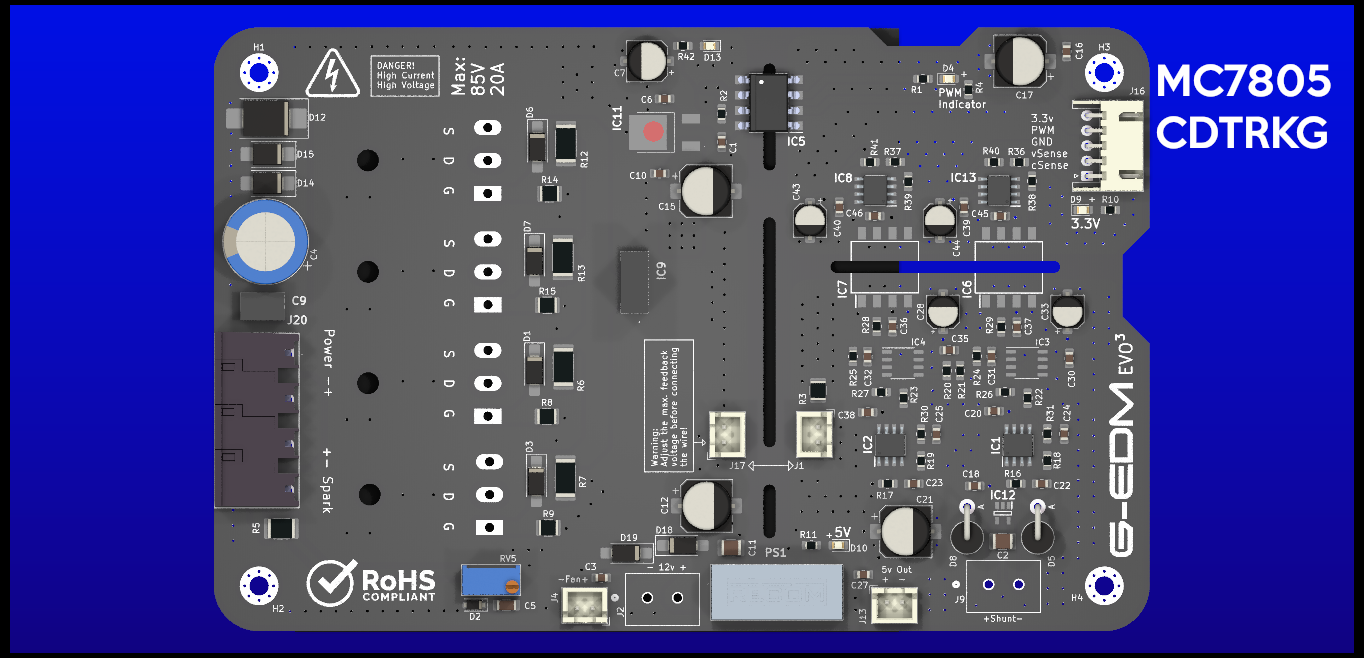 MC7805
CDTRKG
H1
DANGER!
High Current
High Voltage
Max:
85V
20A
C7
R42
D13
C6
R2
IC11
C1
IC5
C10
C15
D12
D15
D14
C4
C9
J20
Power -+
+- Spark
R5
S
D
G
D6
R12
R14
S
D
G
D7
R13
R15
S
D
G
D1
R6
R8
S
D
G
D3
R7
R9
IC9
Warning:
Adjust the max. feedback
voltage before connecting
the wire!
J17
J1
R3
C38
C12
D18
D19
C11
PS1
R11
+5V
D10
H2
RoHS
COMPLIANT
RV5
D2
C5
C3
-Fan+
J4
- 12v +
J2
C27
5v Out
+ -
J13
C21
R17
C23
C18
IC12
R16
C22
A
A
D8
C2
D5
J9
+Shunt-
H4
R1
D4
+
R4
PWM
Indicator
C17
C16
H3
J16
3.3v
PWM
GND
vSense
cSense
D9 +
R10
3.3V
R41
R37
IC8
R39
C46
C43
C40
R40
R36
IC13
R38
C45
C39
C44
IC7
IC6
C28
C33
R28
C36
R29
C37
IC4
IC3
C35
R25
C32
R20
R21
R24
C31
C30
R27
R23
R26
R22
C20
R30
C25
R31
C24
IC2
R19
IC1
R18
G-EDM EVO³